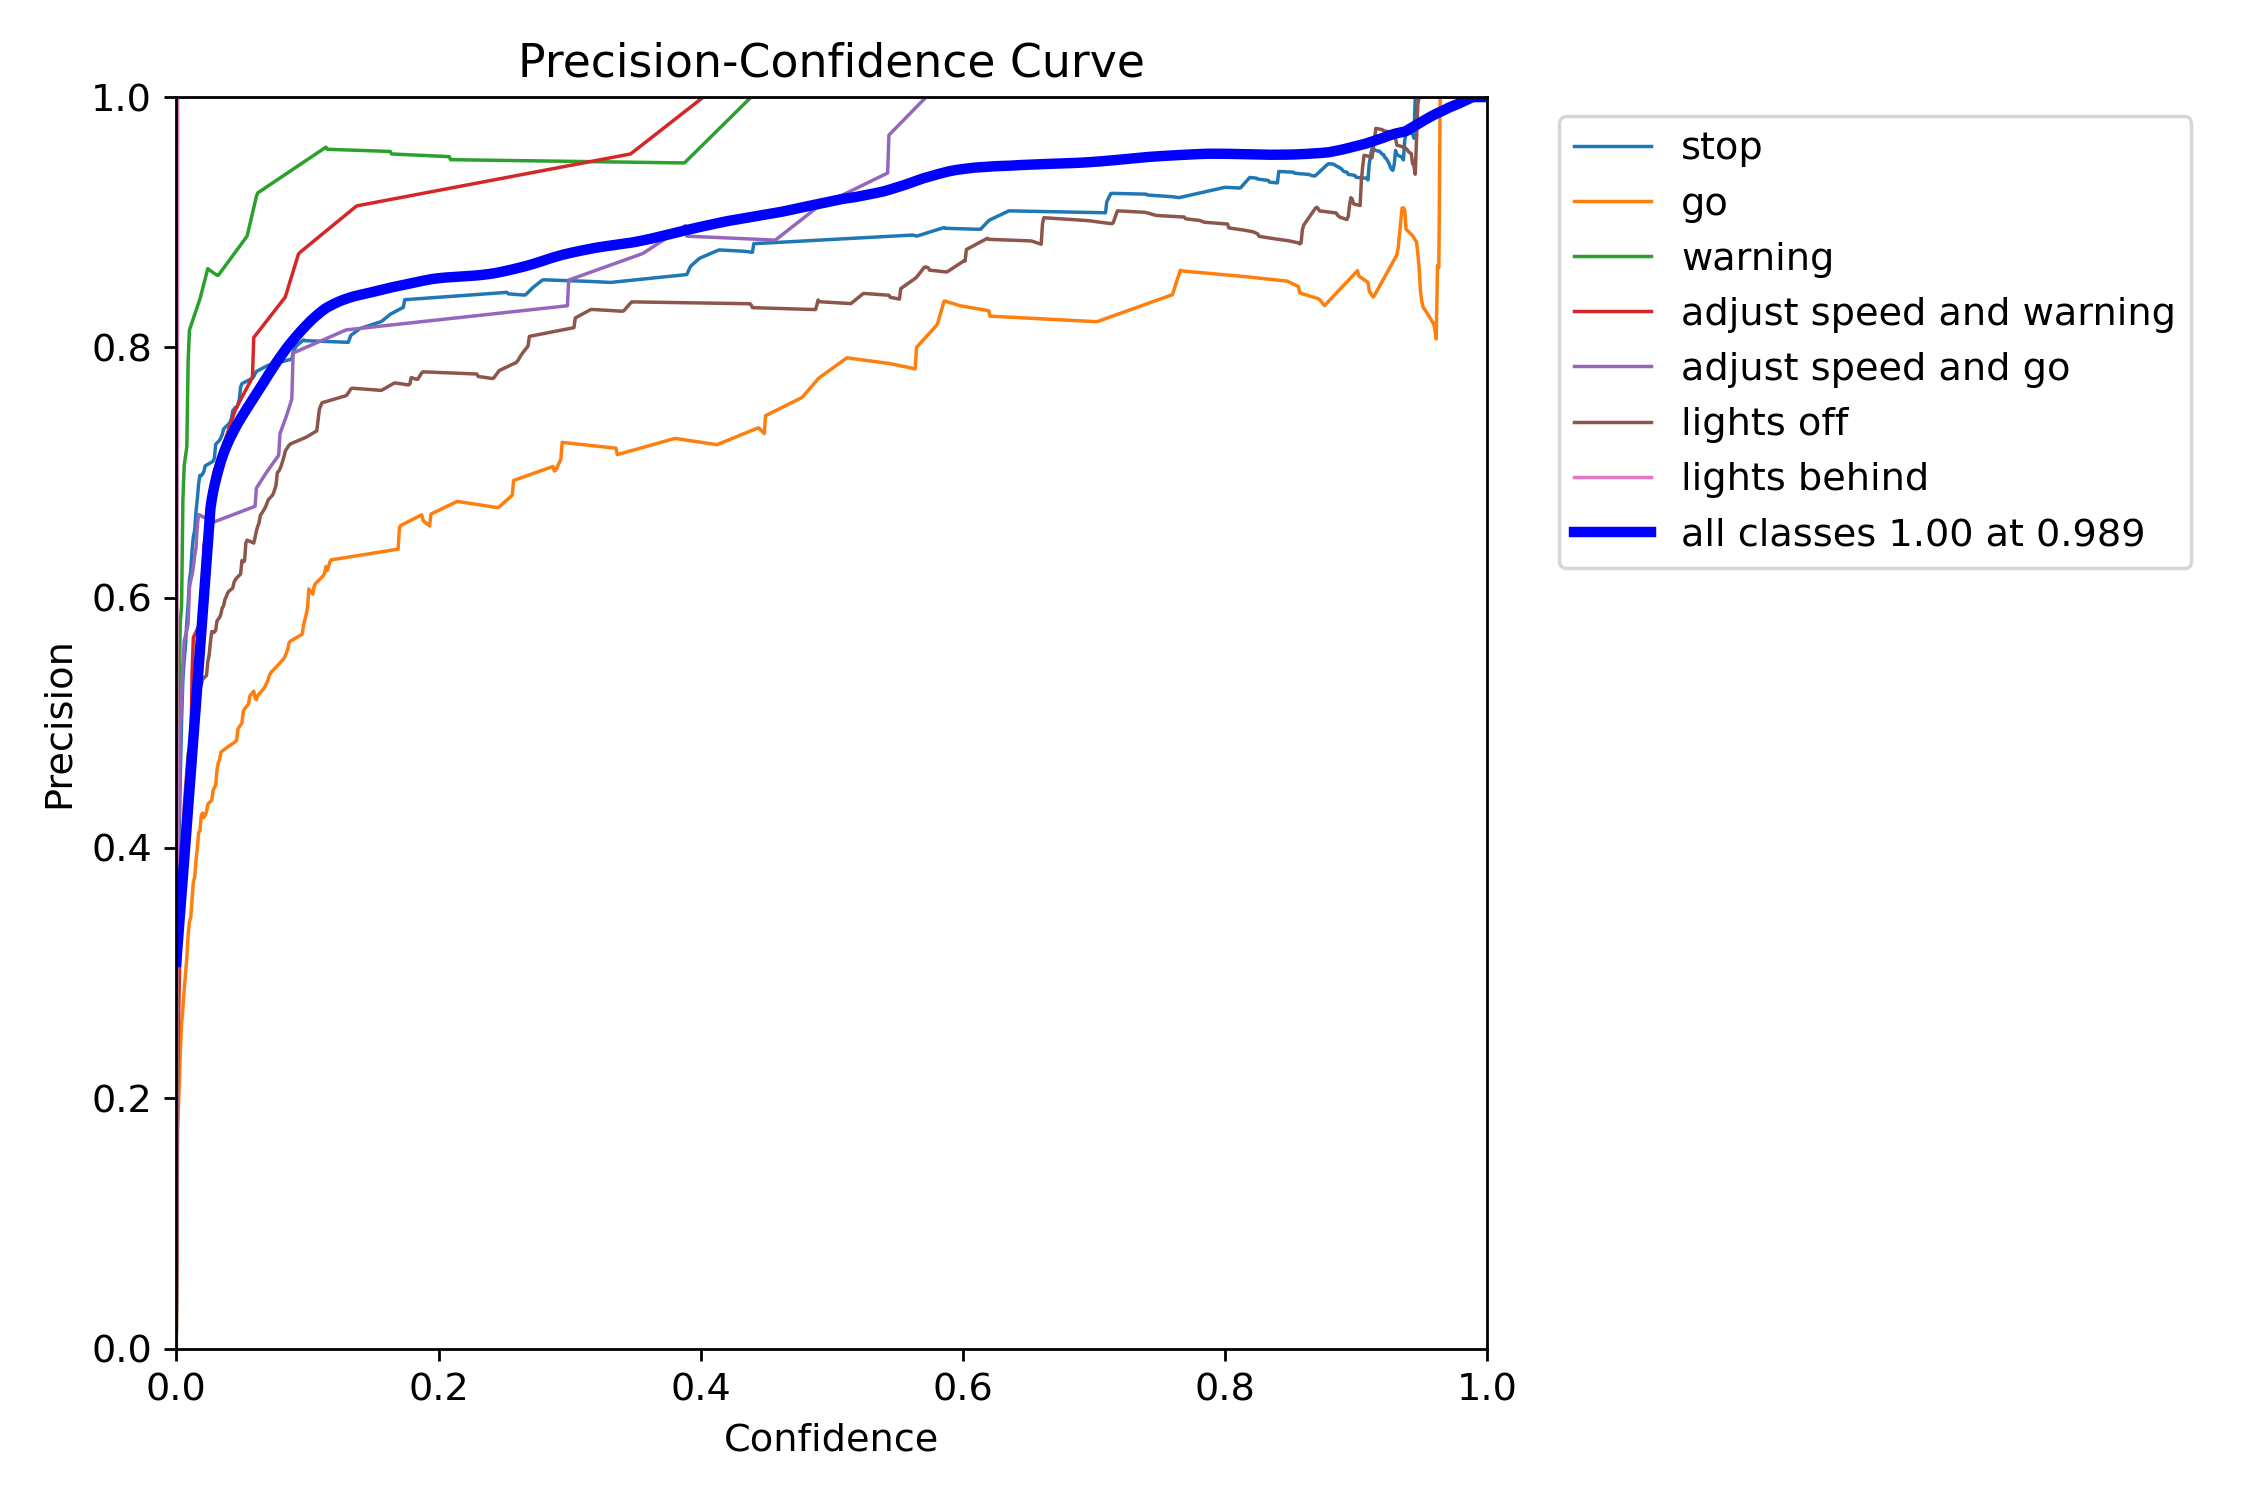 Precision-Confidence Curve
1.0
0.8
0.6
0.4
0.2
0.0
Precision
0.0 0.2 0.4 0.6 0.8 1.0
Confidence
stop
go
warning
adjust speed and warning
adjust speed and go
lights off
lights behind
all classes 1.00 at 0.989